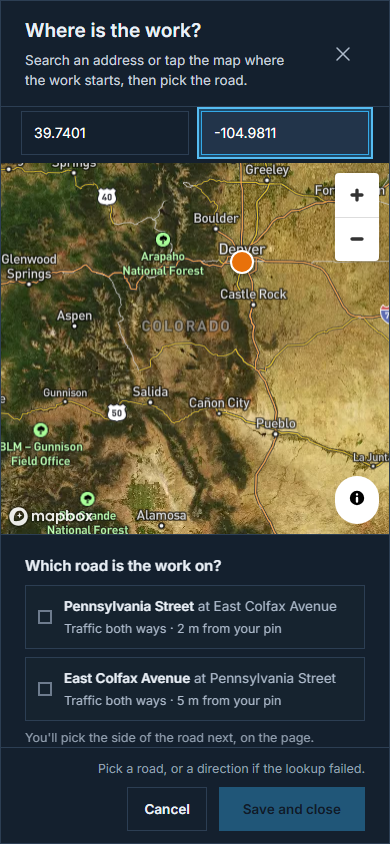 Where is the work?
Search an address or tap the map where
the work starts, then pick the road.
39.7401
-104.9811
Springs
Greeley
40
Boulder
Arapaho
National Forest
Denver
Glenwood
Springs
Castle Rock
Aspen
COLORADO
Gunnison
Salida
50
Cañon City
Pueblo
BLM – Gunnison
Field Office
La Junt
mapbox
Grande
National Forest
Alamosa
Which road is the work on?
Pennsylvania Street at East Colfax Avenue
Traffic both ways · 2 m from your pin
East Colfax Avenue at Pennsylvania Street
Traffic both ways · 5 m from your pin
You'll pick the side of the road next, on the page.
Pick a road, or a direction if the lookup failed.
Cancel
Save and close